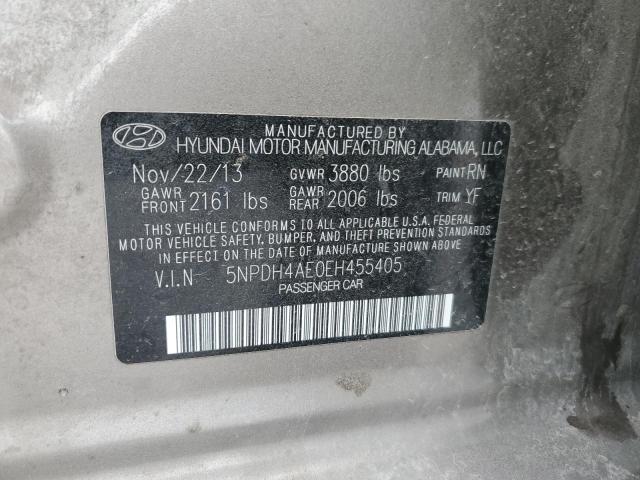 MANUFACTURED BY
HYUNDAI MOTOR MANUFACTURING ALABAMA, LLC
Nov/22/13 GVWR 3880 lbs PAINT RN
GAWR FRONT 2161 lbs GAWR REAR 2006 lbs TRIM YF
THIS VEHICLE CONFORMS TO ALL APPLICABLE U.S.A. FEDERAL
MOTOR VEHICLE SAFETY, BUMPER, AND THEFT PREVENTION STANDARDS
IN EFFECT ON THE DATE OF MANUFACTURE SHOWN ABOVE.
V.I.N 5NPDH4AE0EH455405
PASSENGER CAR